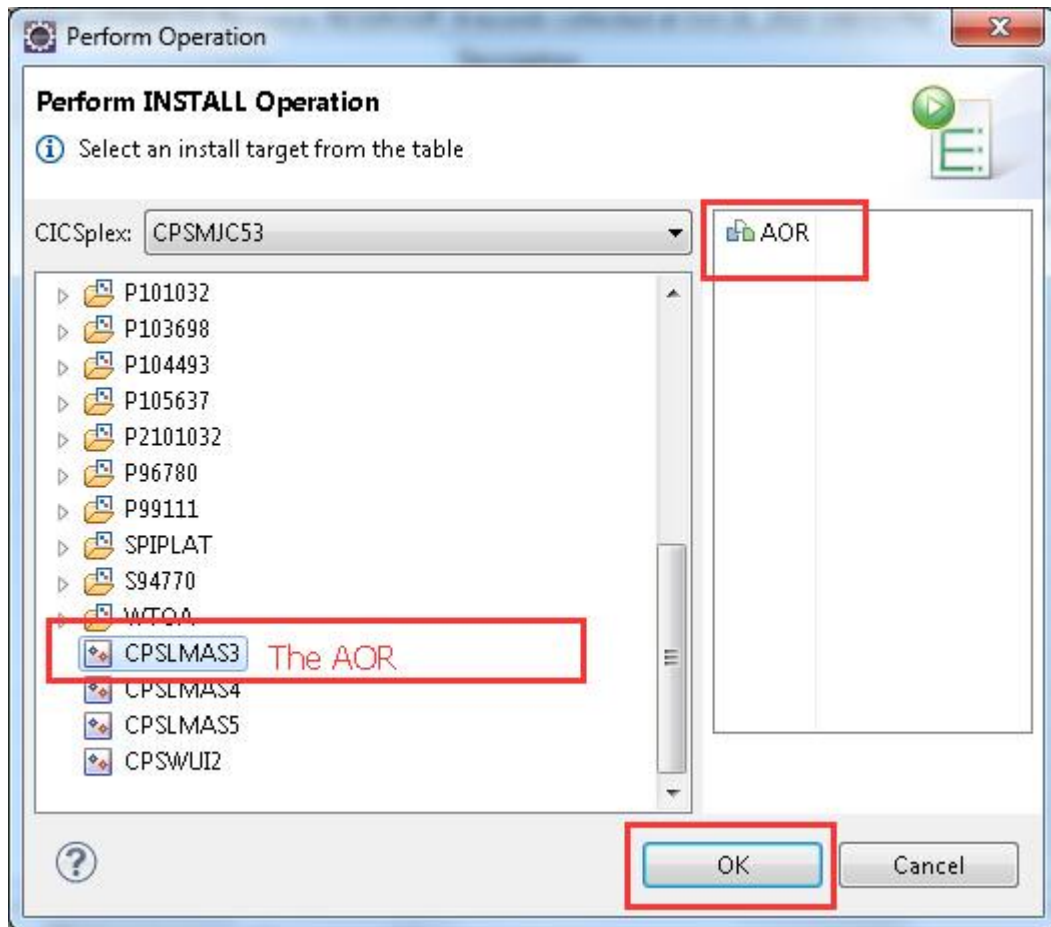 Perform Operation
Perform INSTALL Operation
Select an install target from the table
CICSplex: CPSMJC53
AOR
P101032
P103698
P104493
P105637
P2101032
P96780
P99111
SPIPLAT
S94770
WTOA
CPSLMAS3 The AOR
CPSLMAS4
CPSLMAS5
CPSWUI2
OK Cancel